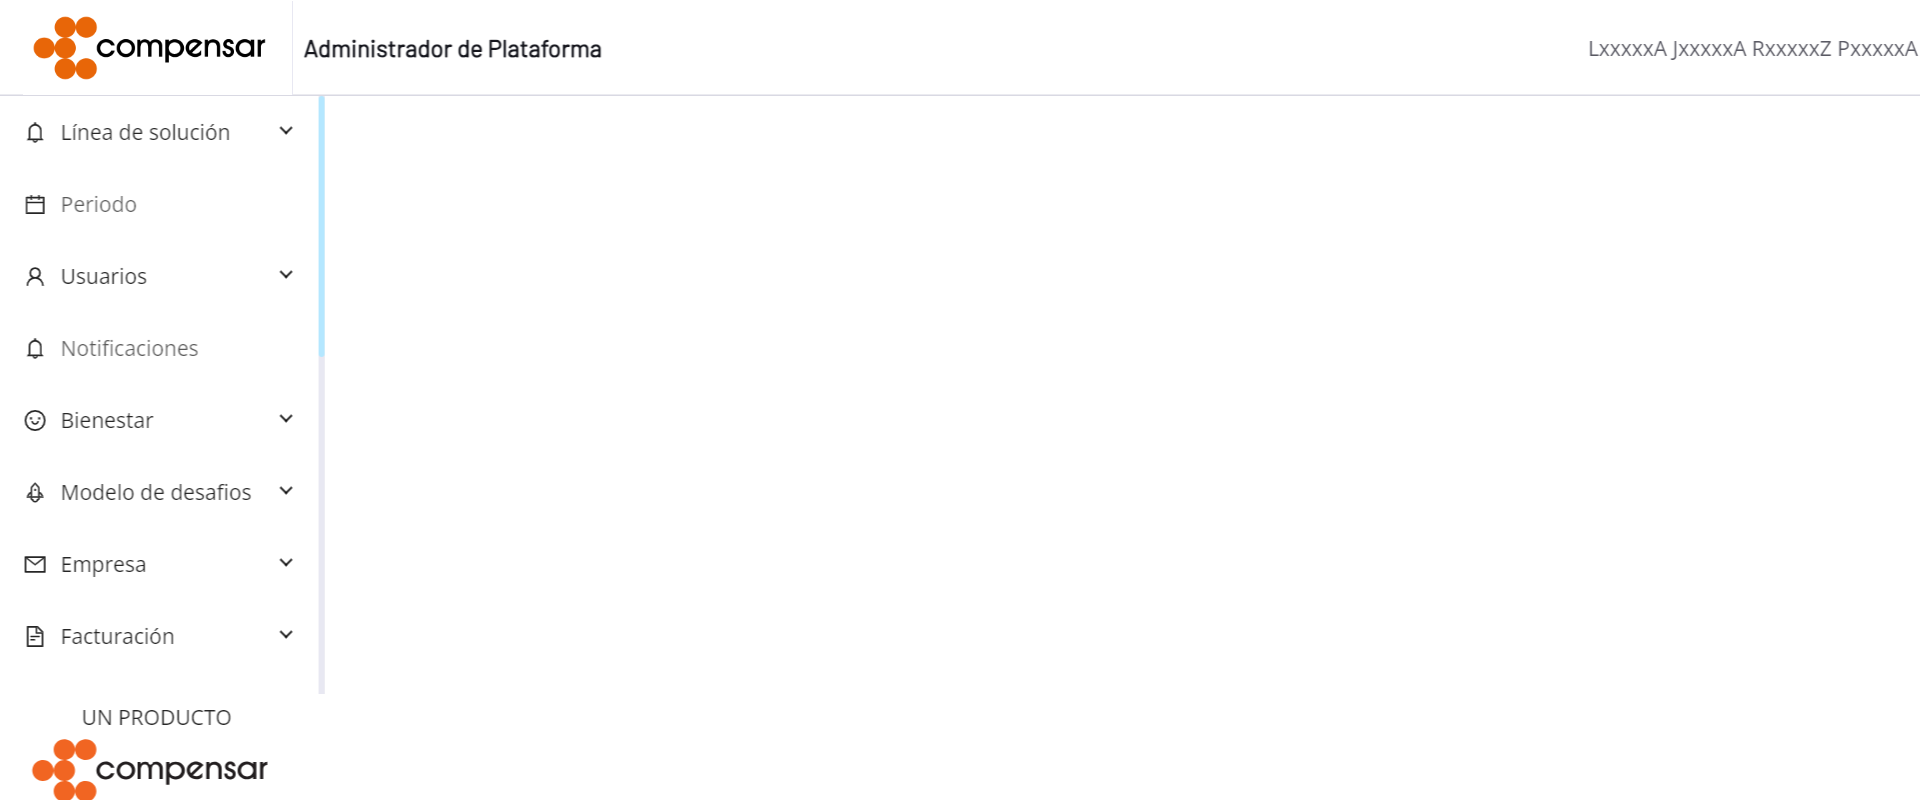 compensar
Administrador de Plataforma
LxxxxxA JxxxxxA RxxxxxZ PxxxxxA
Línea de solución
Periodo
Usuarios
Notificaciones
Bienestar
Modelo de desafios
Empresa
Facturación
UN PRODUCTO
compensar